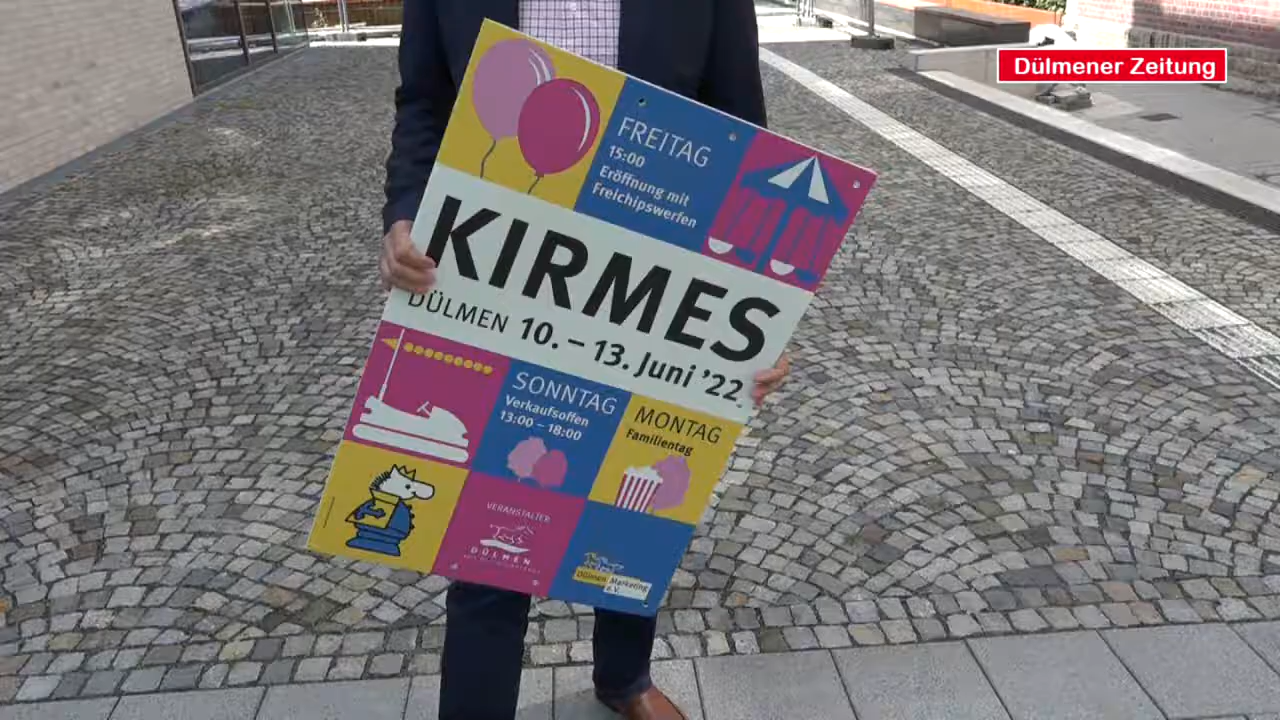 Dülmener Zeitung
FREITAG
15:00
Eröffnung mit
Freichipswerfen
KIRMES
DÜLMEN 10. – 13. Juni ’22
SONNTAG
Verkaufsoffen
13:00 – 18:00
MONTAG
Familientag
VERANSTALTER
DÜLMEN
Dülmen Marketing
e.V.